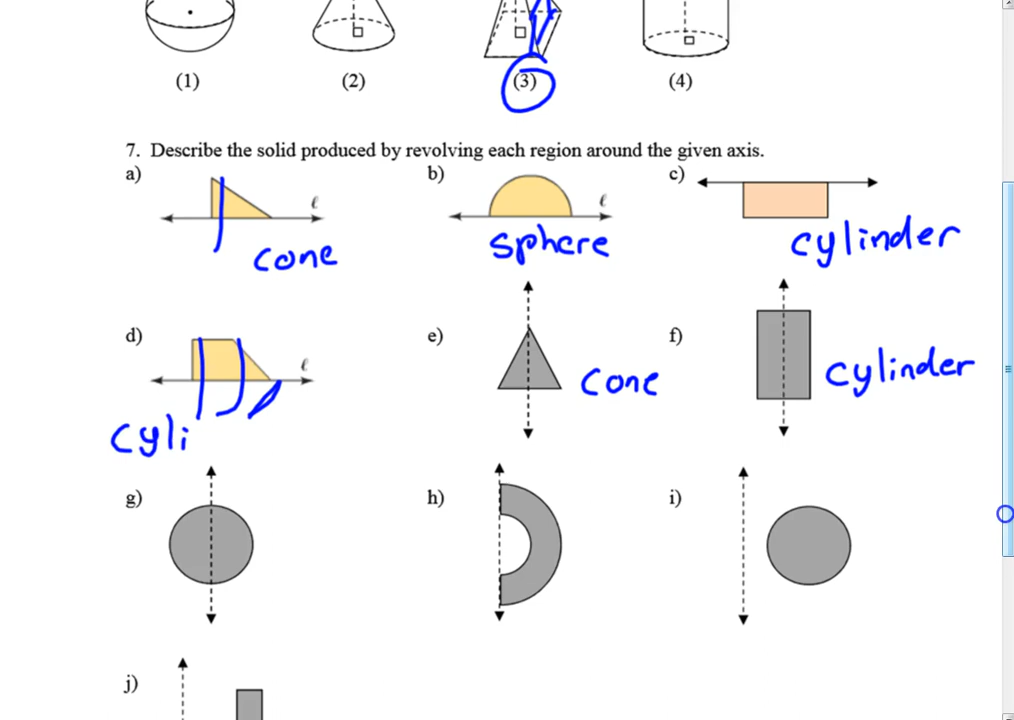 (1) (2) (3) (4)
7. Describe the solid produced by revolving each region around the given axis.
a) b) c)
ℓ ℓ
cone sphere cylinder
d) e) f)
ℓ
cyli cone cylinder
g) h) i)
j)